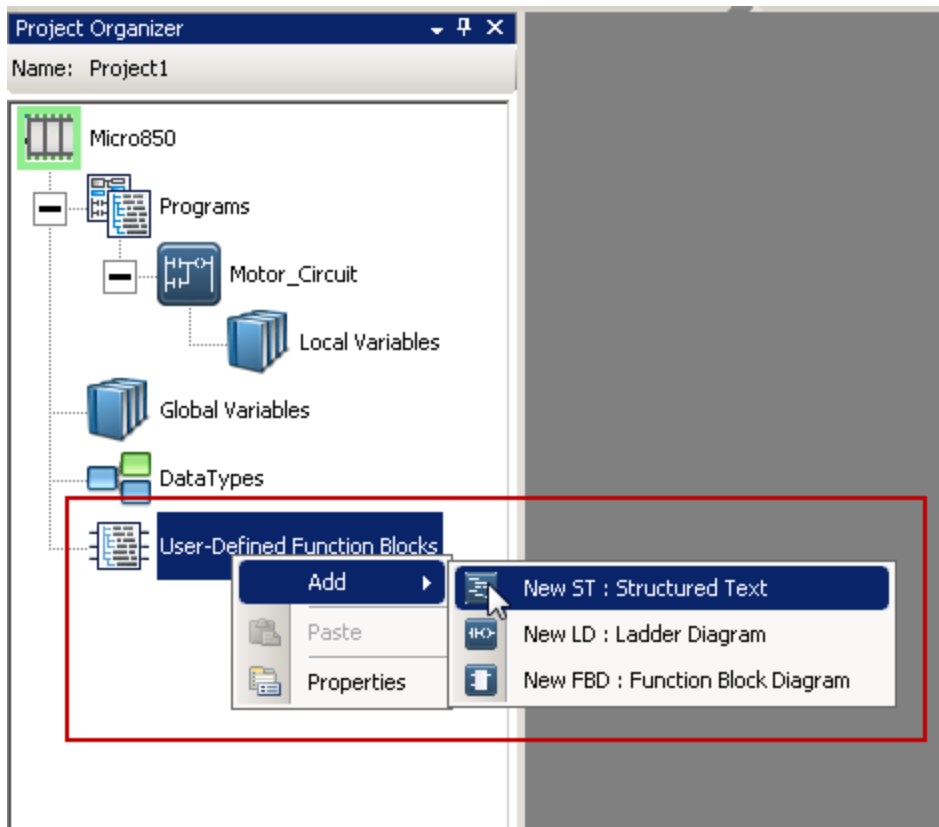 Project Organizer
Name: Project1
Micro850
Programs
Motor_Circuit
Local Variables
Global Variables
DataTypes
User-Defined Function Blocks
Add
New ST : Structured Text
Paste
New LD : Ladder Diagram
Properties
New FBD : Function Block Diagram